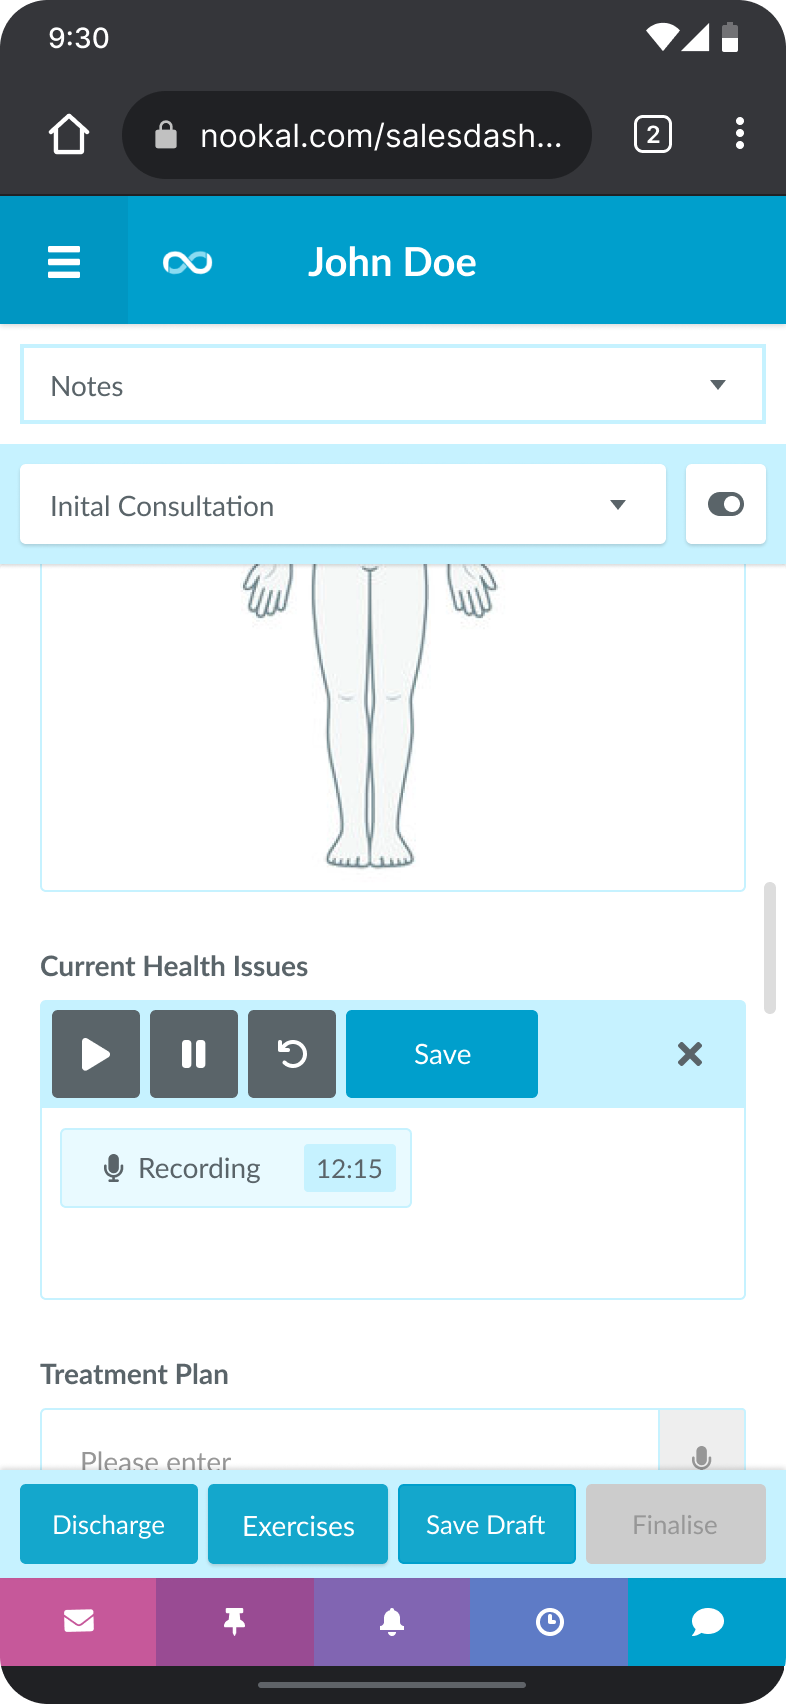 9:30
nookal.com/salesdash...
2
John Doe
Notes
Inital Consultation
Current Health Issues
Save
Recording 12:15
Treatment Plan
Please enter
Discharge Exercises Save Draft Finalise